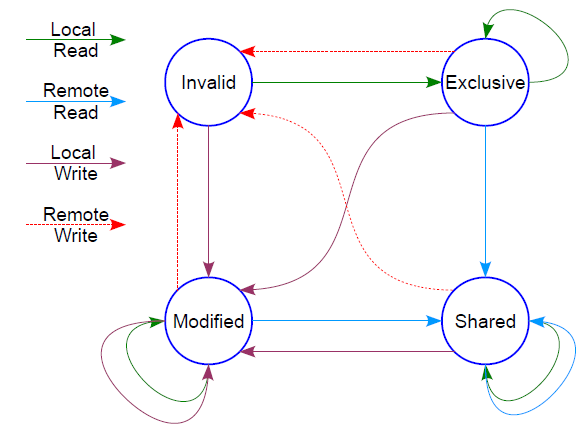 Local
Read
Remote
Read
Local
Write
Remote
Write
Invalid
Exclusive
Modified
Shared